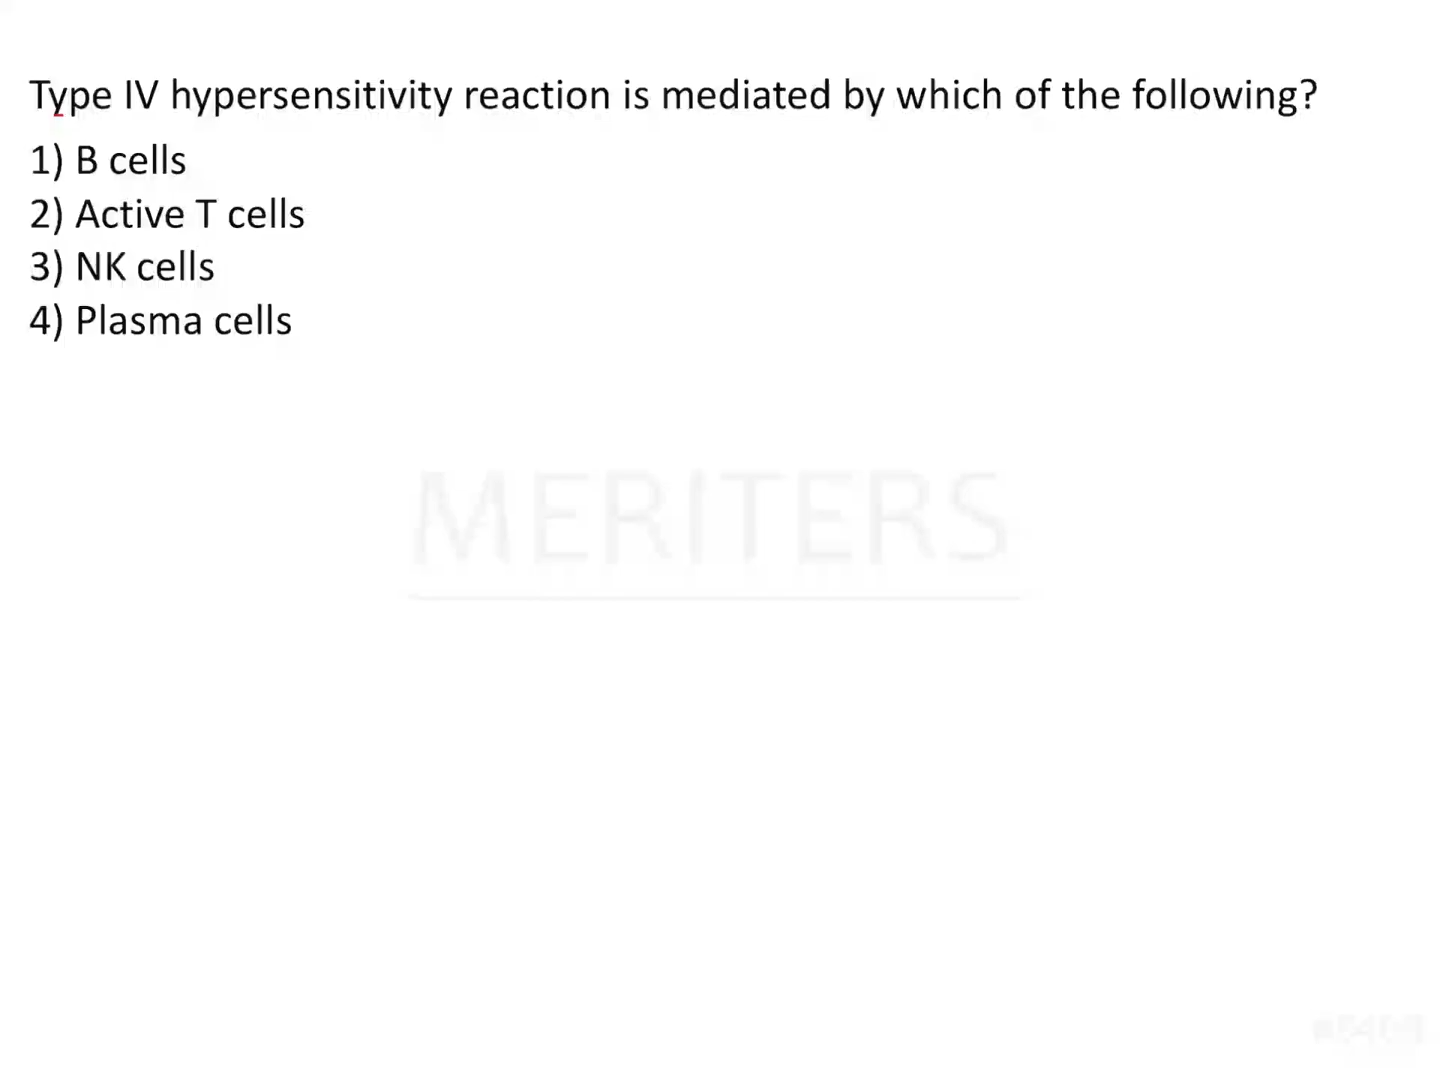 Type IV hypersensitivity reaction is mediated by which of the following?
1) B cells
2) Active T cells
3) NK cells
4) Plasma cells
MERITERS